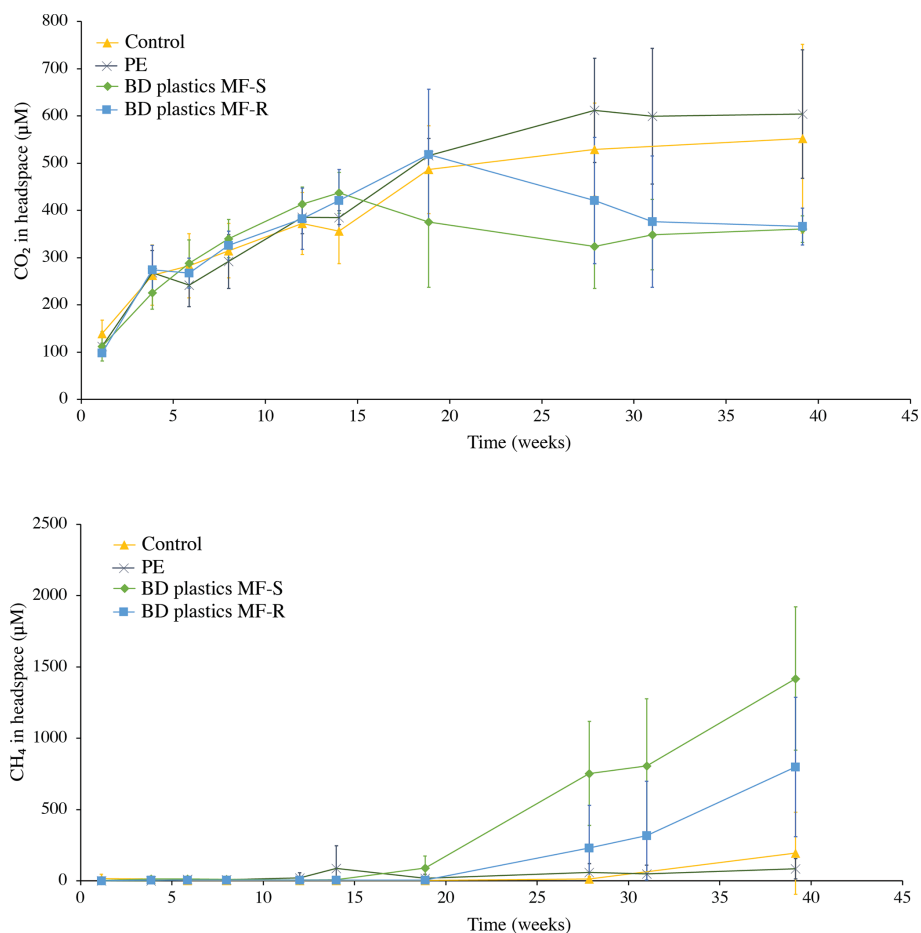 800
700
600
500
400
300
200
100
0
CO₂ in headspace (µM)
Control
PE
BD plastics MF-S
BD plastics MF-R
0 5 10 15 20 25 30 35 40 45
Time (weeks)
2500
2000
1500
1000
500
0
CH₄ in headspace (µM)
Control
PE
BD plastics MF-S
BD plastics MF-R
0 5 10 15 20 25 30 35 40 45
Time (weeks)